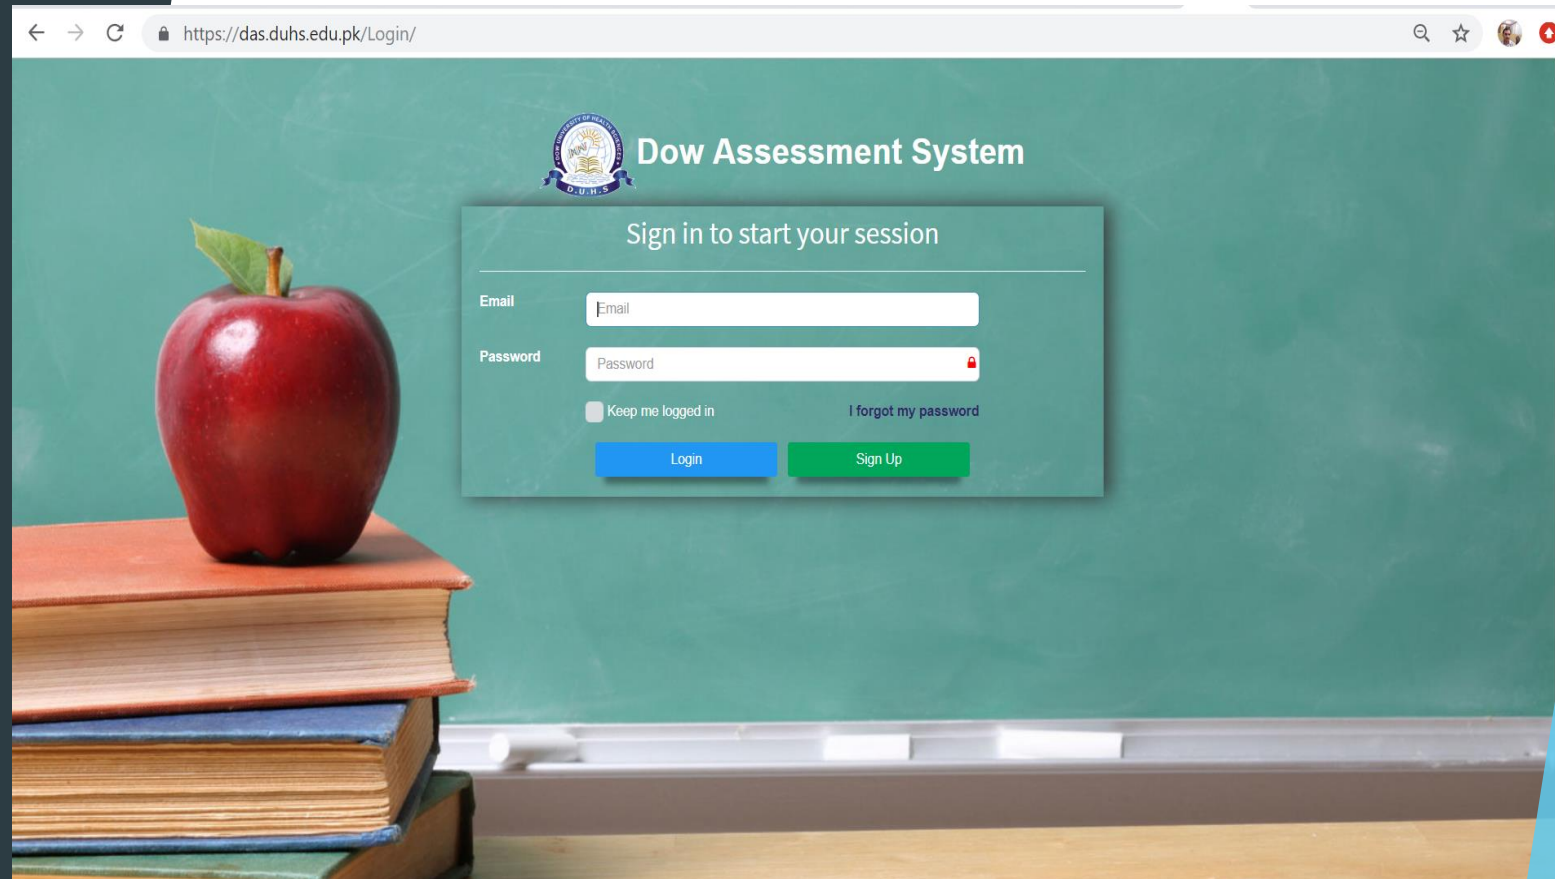 https://das.duhs.edu.pk/Login/
Dow Assessment System
D.U.H.S
Sign in to start your session
Email
Email
Password
Password
Keep me logged in
I forgot my password
Login
Sign Up